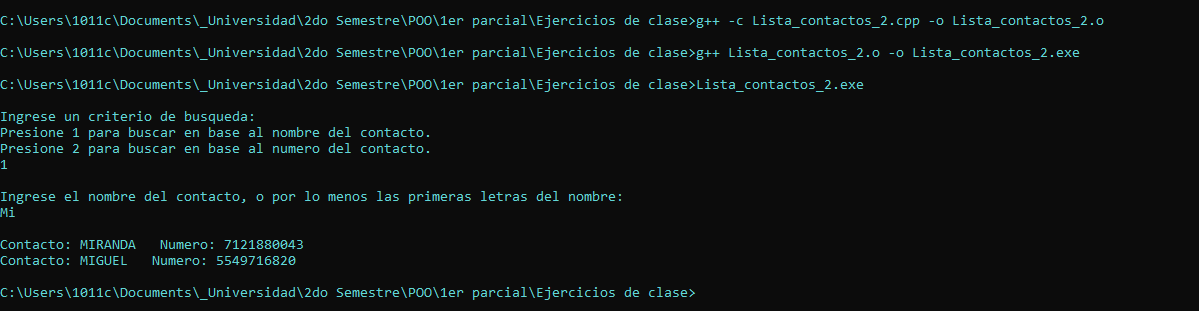 C:\Users\1011c\Documents\_Universidad\2do Semestre\POO\1er parcial\Ejercicios de clase>g++ -c Lista_contactos_2.cpp -o Lista_contactos_2.o
C:\Users\1011c\Documents\_Universidad\2do Semestre\POO\1er parcial\Ejercicios de clase>g++ Lista_contactos_2.o -o Lista_contactos_2.exe
C:\Users\1011c\Documents\_Universidad\2do Semestre\POO\1er parcial\Ejercicios de clase>Lista_contactos_2.exe
Ingrese un criterio de busqueda:
Presione 1 para buscar en base al nombre del contacto.
Presione 2 para buscar en base al numero del contacto.
1
Ingrese el nombre del contacto, o por lo menos las primeras letras del nombre:
Mi
Contacto: MIRANDA   Numero: 7121880043
Contacto: MIGUEL   Numero: 5549716820
C:\Users\1011c\Documents\_Universidad\2do Semestre\POO\1er parcial\Ejercicios de clase>